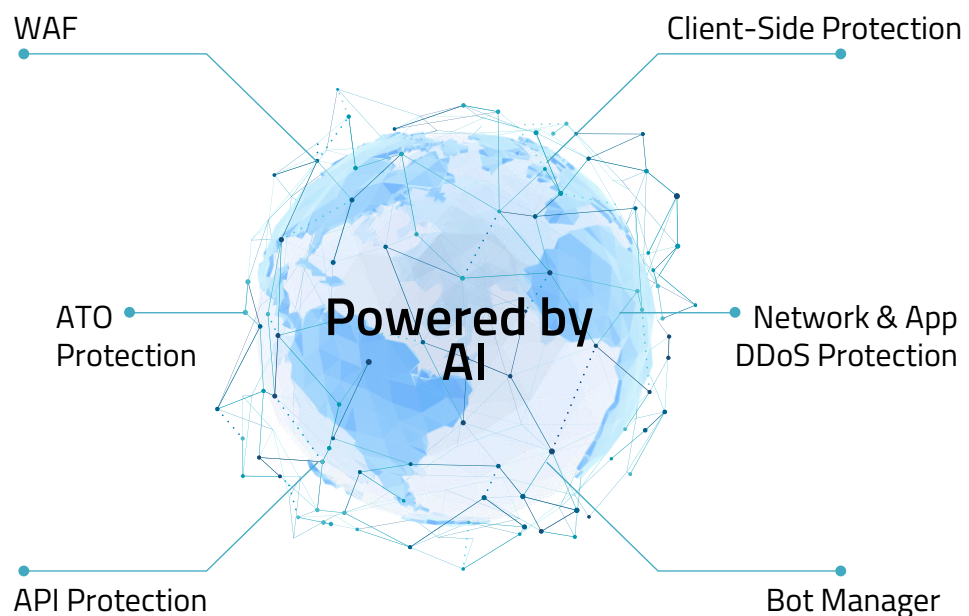 WAF
Client-Side Protection
ATO
Protection
Powered by
AI
Network & App
DDoS Protection
API Protection
Bot Manager